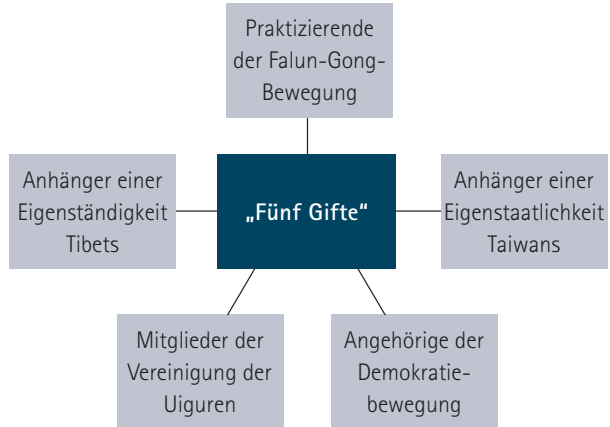 Praktizierende
der Falun-Gong-
Bewegung
Anhänger einer
Eigenständigkeit
Tibets
„Fünf Gifte“
Anhänger einer
Eigenstaatlichkeit
Taiwans
Mitglieder der
Vereinigung der
Uiguren
Angehörige der
Demokratie-
bewegung